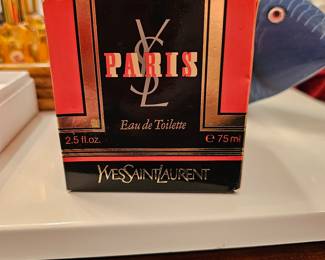 YSL
PARIS
Eau de Toilette
2.5 fl.oz. ℮ 75 ml
YVESSAINTLAURENT